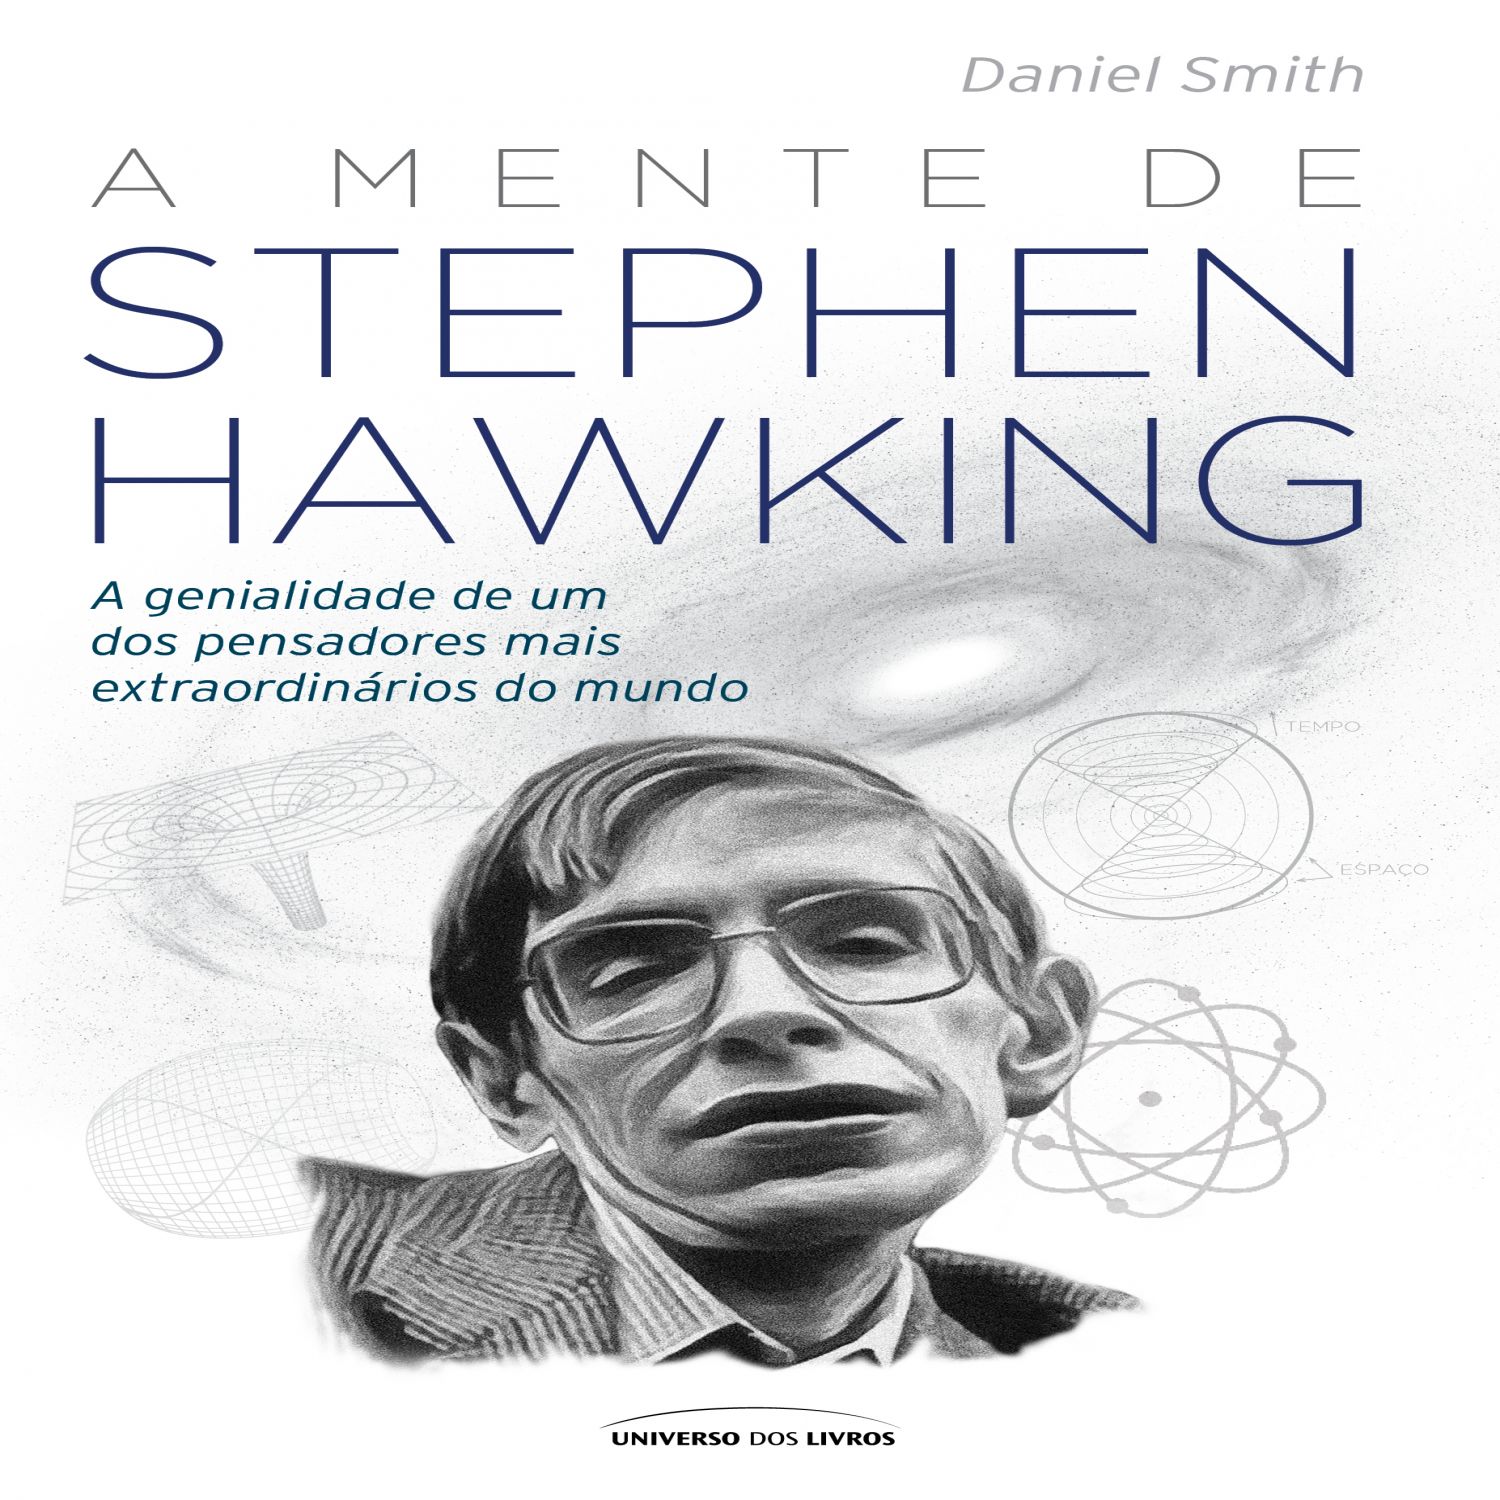 Daniel Smith
A MENTE DE
STEPHEN
HAWKING
A genialidade de um
dos pensadores mais
extraordinários do mundo
TEMPO
ESPAÇO
UNIVERSO DOS LIVROS